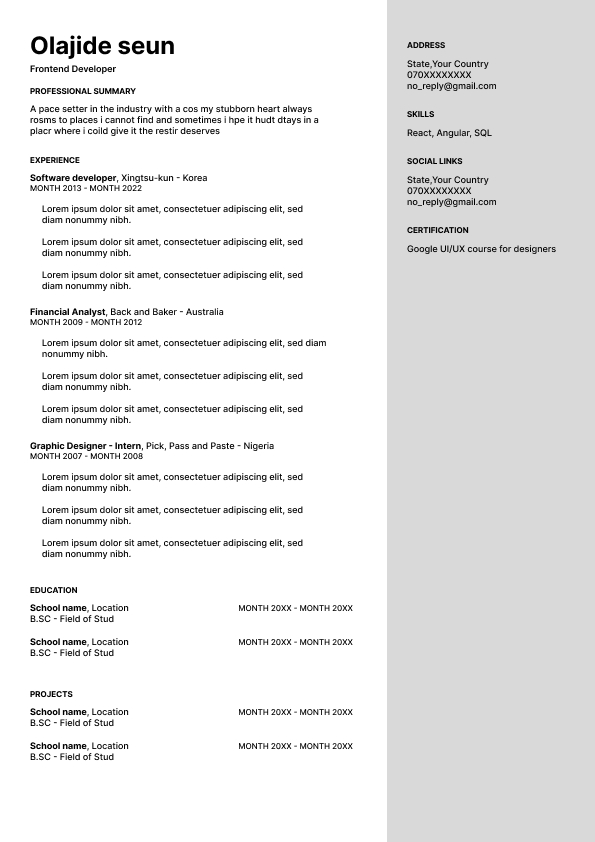 Olajide seun
Frontend Developer
PROFESSIONAL SUMMARY
A pace setter in the industry with a cos my stubborn heart always
rosms to places i cannot find and sometimes i hpe it hudt dtays in a
placr where i coild give it the restir deserves
EXPERIENCE
Software developer, Xingtsu-kun - Korea
MONTH 2013 - MONTH 2022
Lorem ipsum dolor sit amet, consectetuer adipiscing elit, sed
diam nonummy nibh.
Lorem ipsum dolor sit amet, consectetuer adipiscing elit, sed
diam nonummy nibh.
Lorem ipsum dolor sit amet, consectetuer adipiscing elit, sed
diam nonummy nibh.
Financial Analyst, Back and Baker - Australia
MONTH 2009 - MONTH 2012
Lorem ipsum dolor sit amet, consectetuer adipiscing elit, sed diam
nonummy nibh.
Lorem ipsum dolor sit amet, consectetuer adipiscing elit, sed
diam nonummy nibh.
Lorem ipsum dolor sit amet, consectetuer adipiscing elit, sed
diam nonummy nibh.
Graphic Designer - Intern, Pick, Pass and Paste - Nigeria
MONTH 2007 - MONTH 2008
Lorem ipsum dolor sit amet, consectetuer adipiscing elit, sed
diam nonummy nibh.
Lorem ipsum dolor sit amet, consectetuer adipiscing elit, sed
diam nonummy nibh.
Lorem ipsum dolor sit amet, consectetuer adipiscing elit, sed
diam nonummy nibh.
EDUCATION
School name, Location MONTH 20XX - MONTH 20XX
B.SC - Field of Stud
School name, Location MONTH 20XX - MONTH 20XX
B.SC - Field of Stud
PROJECTS
School name, Location MONTH 20XX - MONTH 20XX
B.SC - Field of Stud
School name, Location MONTH 20XX - MONTH 20XX
B.SC - Field of Stud
ADDRESS
State,Your Country
070XXXXXXXX
no_reply@gmail.com
SKILLS
React, Angular, SQL
SOCIAL LINKS
State,Your Country
070XXXXXXXX
no_reply@gmail.com
CERTIFICATION
Google UI/UX course for designers